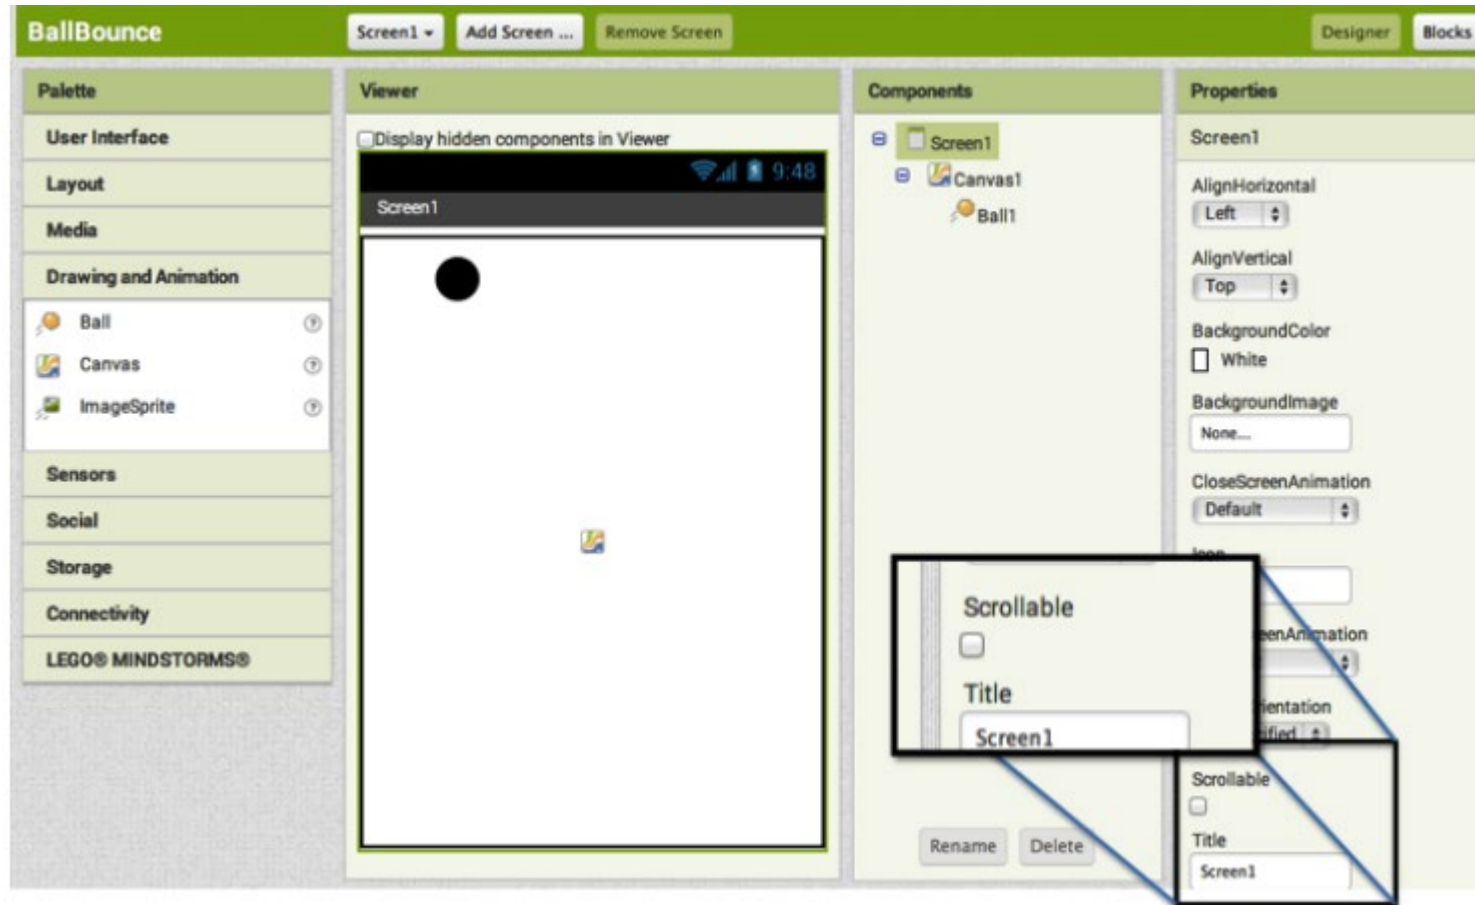 BallBounce
Screen1
Add Screen ...
Remove Screen
Designer
Blocks
Palette
User Interface
Layout
Media
Drawing and Animation
Ball
Canvas
ImageSprite
Sensors
Social
Storage
Connectivity
LEGO® MINDSTORMS®
Viewer
Display hidden components in Viewer
9:48
Screen1
Components
Screen1
Canvas1
Ball1
Rename
Delete
Properties
Screen1
AlignHorizontal
Left
AlignVertical
Top
BackgroundColor
White
BackgroundImage
None...
CloseScreenAnimation
Default
Scrollable
Title
Screen1
Scrollable
Title
Screen1